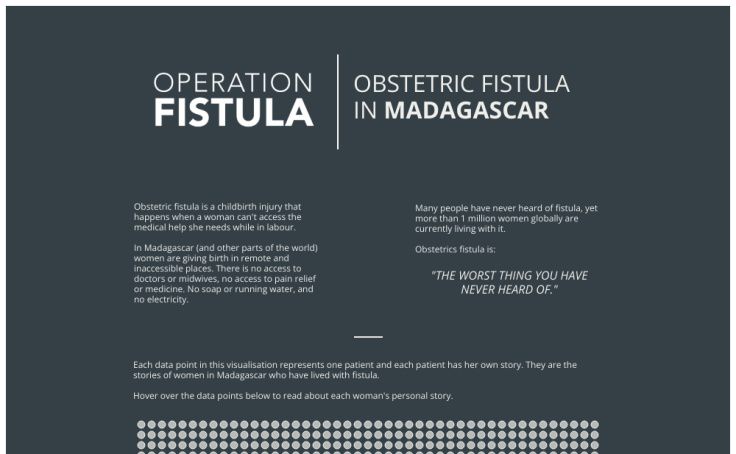 OPERATION
FISTULA
OBSTETRIC FISTULA
IN MADAGASCAR
Obstetric fistula is a childbirth injury that
happens when a woman can't access the
medical help she needs while in labour.
In Madagascar (and other parts of the world)
women are giving birth in remote and
inaccessible places. There is no access to
doctors or midwives, no access to pain relief
or medicine. No soap or running water, and
no electricity.
Many people have never heard of fistula, yet
more than 1 million women globally are
currently living with it.
Obstetrics fistula is:
"THE WORST THING YOU HAVE
NEVER HEARD OF."
Each data point in this visualisation represents one patient and each patient has her own story. They are the
stories of women in Madagascar who have lived with fistula.
Hover over the data points below to read about each woman's personal story.